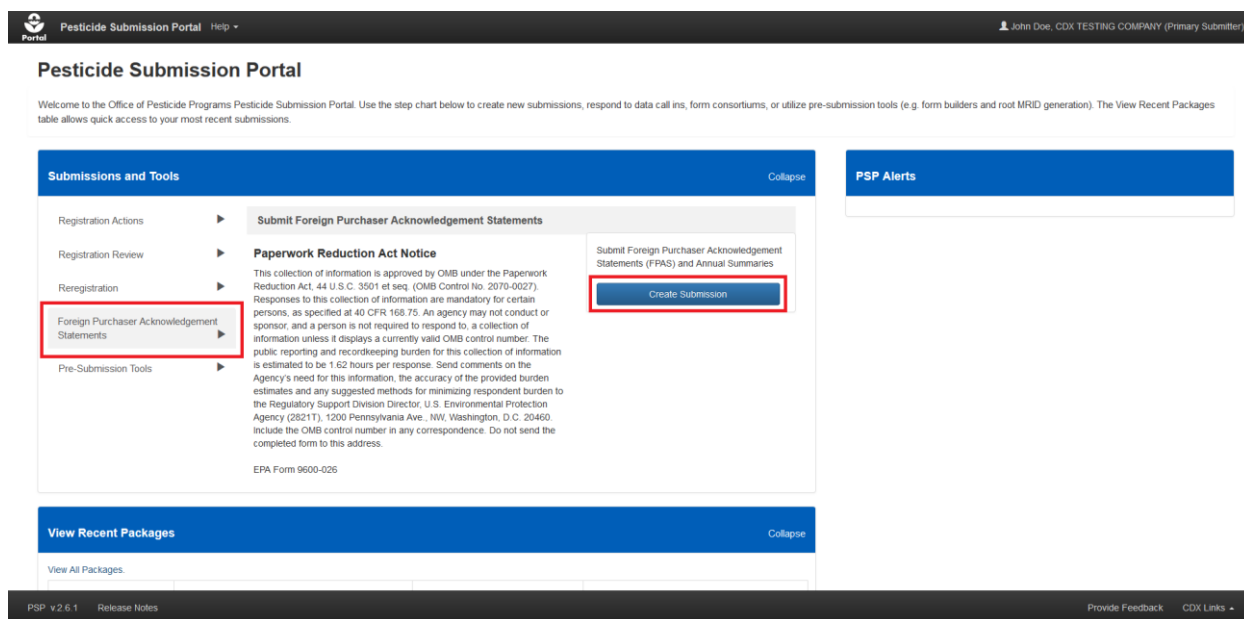 Portal
Pesticide Submission Portal Help
John Doe, CDX TESTING COMPANY (Primary Submitter)
Pesticide Submission Portal
Welcome to the Office of Pesticide Programs Pesticide Submission Portal. Use the step chart below to create new submissions, respond to data call ins, form consortiums, or utilize pre-submission tools (e.g. form builders and root MRID generation). The View Recent Packages
table allows quick access to your most recent submissions.
Submissions and Tools
Collapse
Registration Actions
Registration Review
Reregistration
Foreign Purchaser Acknowledgement
Statements
Pre-Submission Tools
Submit Foreign Purchaser Acknowledgement Statements
Paperwork Reduction Act Notice
This collection of information is approved by OMB under the Paperwork
Reduction Act, 44 U.S.C. 3501 et seq. (OMB Control No. 2070-0027).
Responses to this collection of information are mandatory for certain
persons, as specified at 40 CFR 168.75. An agency may not conduct or
sponsor, and a person is not required to respond to, a collection of
information unless it displays a currently valid OMB control number. The
public reporting and recordkeeping burden for this collection of information
is estimated to be 1.62 hours per response. Send comments on the
Agency's need for this information, the accuracy of the provided burden
estimates and any suggested methods for minimizing respondent burden to
the Regulatory Support Division Director, U.S. Environmental Protection
Agency (2821T), 1200 Pennsylvania Ave., NW, Washington, D.C. 20460.
Include the OMB control number in any correspondence. Do not send the
completed form to this address.
EPA Form 9600-026
Submit Foreign Purchaser Acknowledgement
Statements (FPAS) and Annual Summaries
Create Submission
PSP Alerts
View Recent Packages
Collapse
View All Packages.
PSP v.2.6.1 Release Notes
Provide Feedback CDX Links